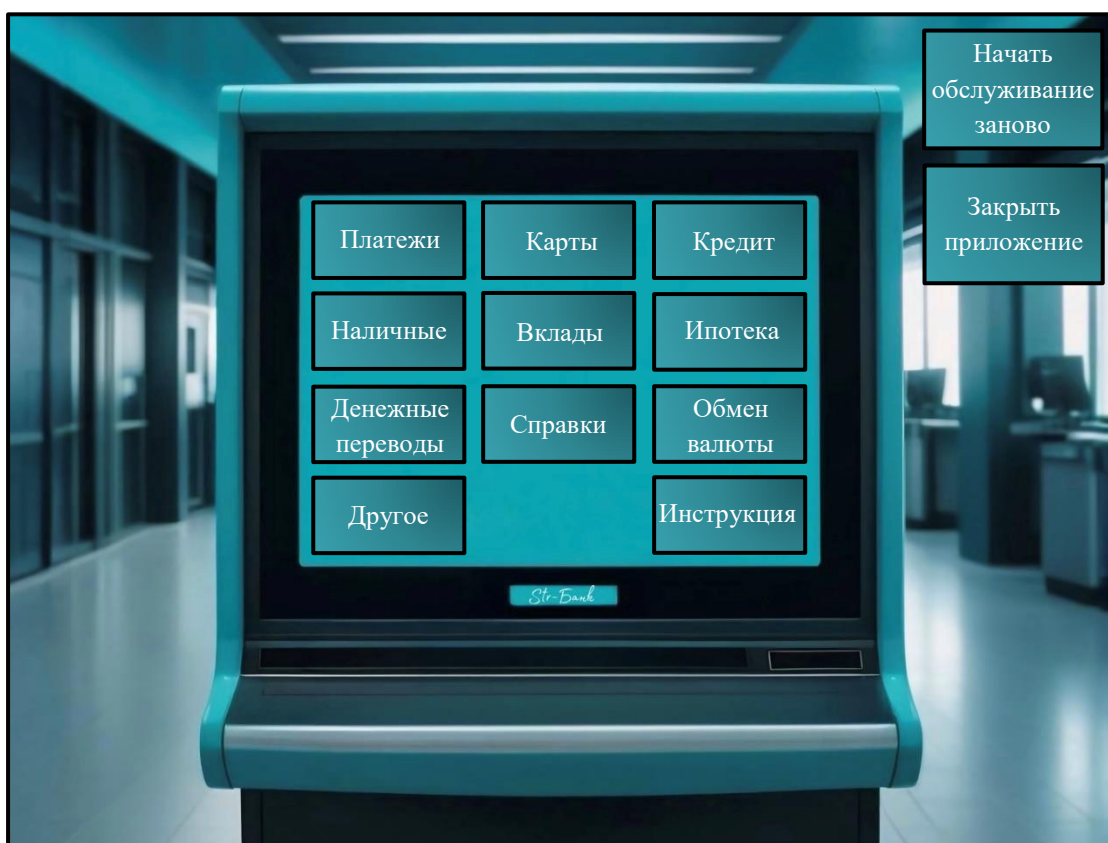 Начать
обслуживание
заново
Закрыть
приложение
Платежи
Карты
Кредит
Наличные
Вклады
Ипотека
Денежные
переводы
Справки
Обмен
валюты
Другое
Инструкция
Str-Банк